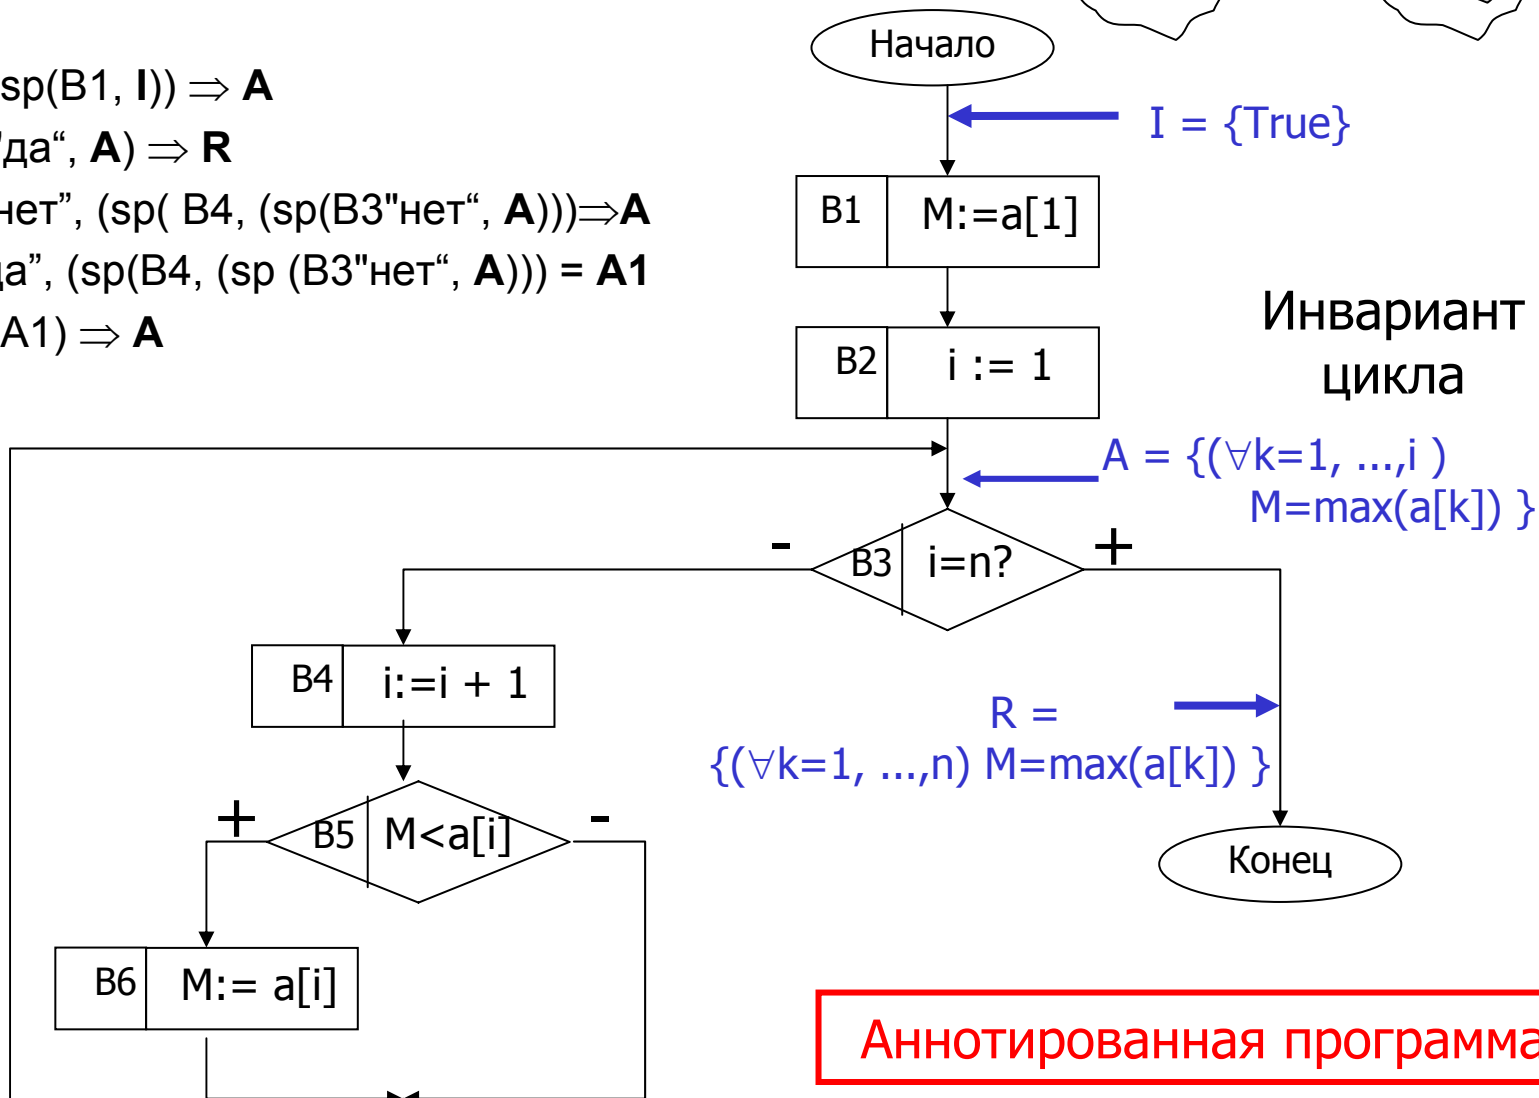 sp(B1, I)) ⇒ A
"да“, A) ⇒ R
нет”, (sp( B4, (sp(B3"нет“, A)))⇒A
да”, (sp(B4, (sp (B3"нет“, A))) = A1
A1) ⇒ A
Начало
I = {True}
B1 M:=a[1]
B2 i := 1
Инвариант
цикла
A = {(∀k=1, ...,i )
M=max(a[k]) }
- B3 i=n? +
B4 i:=i + 1
R =
{(∀k=1, ...,n) M=max(a[k]) }
+ B5 M<a[i] -
Конец
B6 M:= a[i]
Аннотированная программа